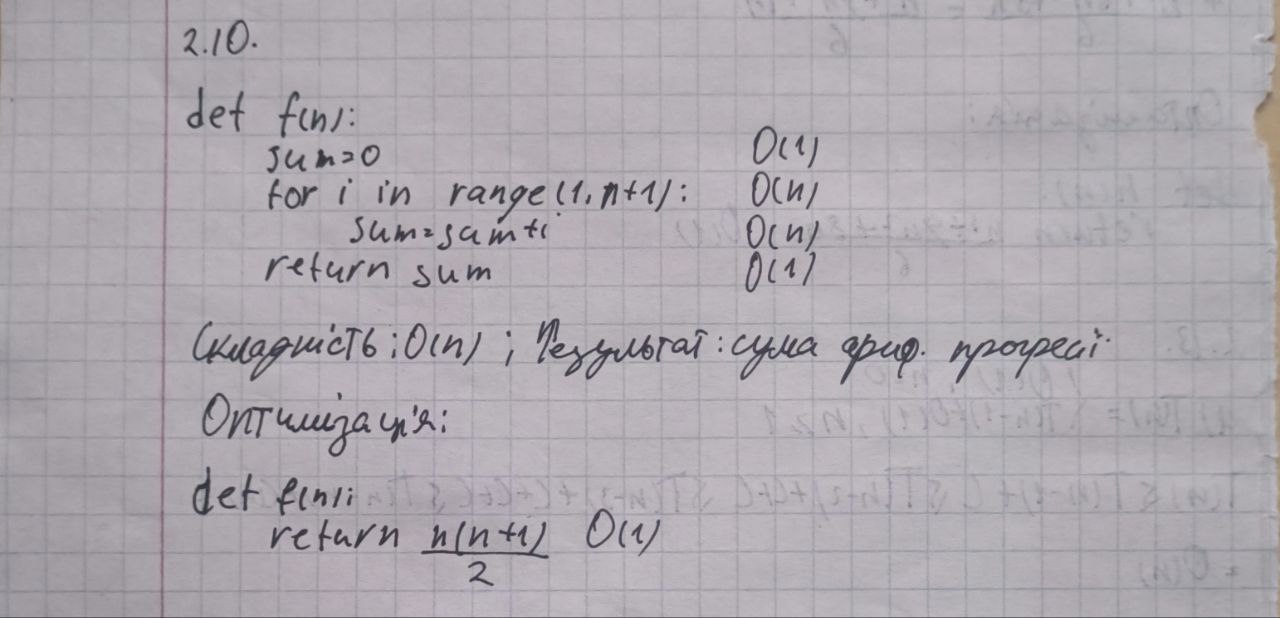 2.10.
def f(n):
sum=0 O(1)
for i in range(1, n+1): O(n)
sum=sum+i O(n)
return sum O(1)
Складність: O(n) ; Результат: сума ариф. прогресії
Оптимізація:
def f(n):
return n(n+1)/2 O(1)